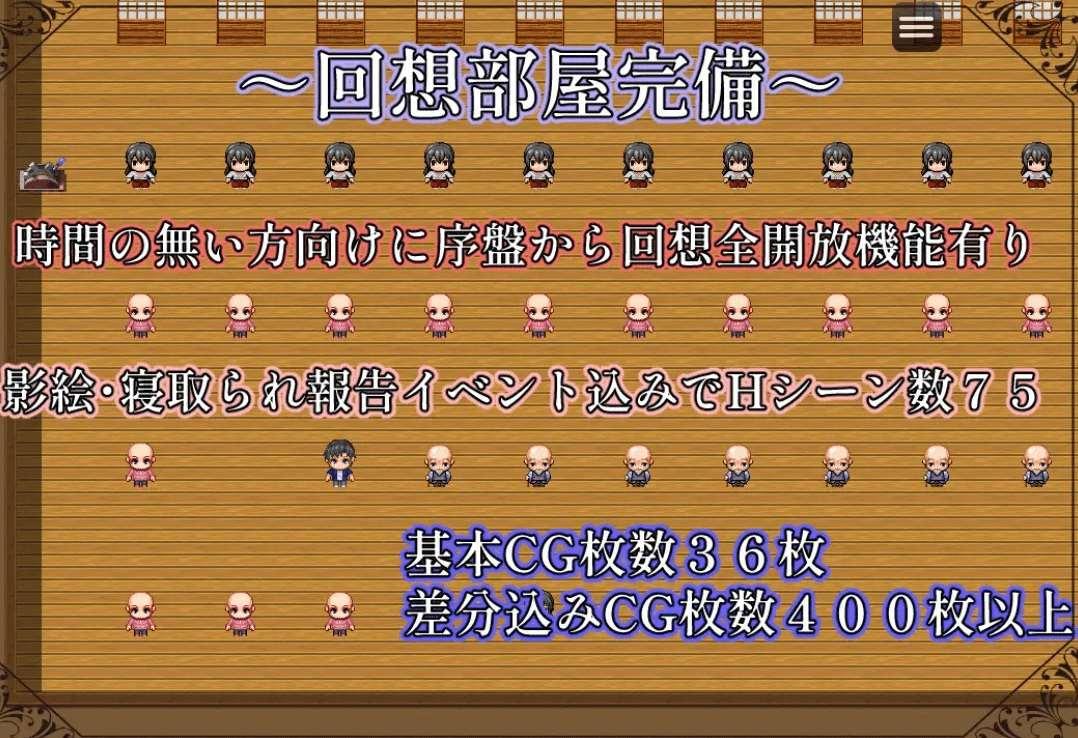 ～回想部屋完備～
時間の無い方向けに序盤から回想全開放機能有り
影絵・寝取られ報告イベント込みでHシーン数７５
基本CG枚数３６枚
差分込みCG枚数４００枚以上